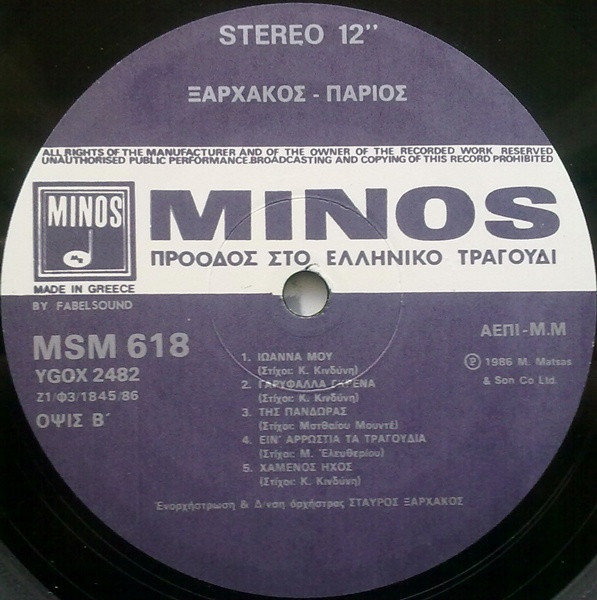 STEREO 12"
ΞΑΡΧΑΚΟΣ - ΠΑΡΙΟΣ
ALL RIGHTS OF THE MANUFACTURER AND OF THE OWNER OF THE RECORDED WORK RESERVED
UNAUTHORISED PUBLIC PERFORMANCE.BROADCASTING AND COPYING OF THIS RECORD PROHIBITED
MINOS
MINOS
ΠΡΟΟΔΟΣ ΣΤΟ ΕΛΛΗΝΙΚΟ ΤΡΑΓΟΥΔΙ
MADE IN GREECE
BY FABELSOUND
MSM 618
YGOX 2482
Ζ1/Φ3/1845/86
ΟΨΙΣ Β΄
ΑΕΠΙ-Μ.Μ
℗ 1986 M. Matsas
& Son Co Ltd.
1. ΙΩΑΝΝΑ ΜΟΥ
(Στίχοι: Κ. Κινδύνη)
2. ΓΑΡΥΦΑΛΛΑ ΓΑΡΕΝΑ
(Στίχοι: Κ. Κινδύνη)
3. ΤΗΣ ΠΑΝΔΩΡΑΣ
(Στίχοι: Ματθαίου Μουντέ)
4. ΕΙΝ' ΑΡΡΩΣΤΙΑ ΤΑ ΤΡΑΓΟΥΔΙΑ
(Στίχοι: Μ. Ἐλευθερίου)
5. ΧΑΜΕΝΟΣ ΗΧΟΣ
(Στίχοι: Κ. Κινδύνη)
Ἐνορχήστρωση & Δ/νση ὀρχήστρας ΣΤΑΥΡΟΣ ΞΑΡΧΑΚΟΣ